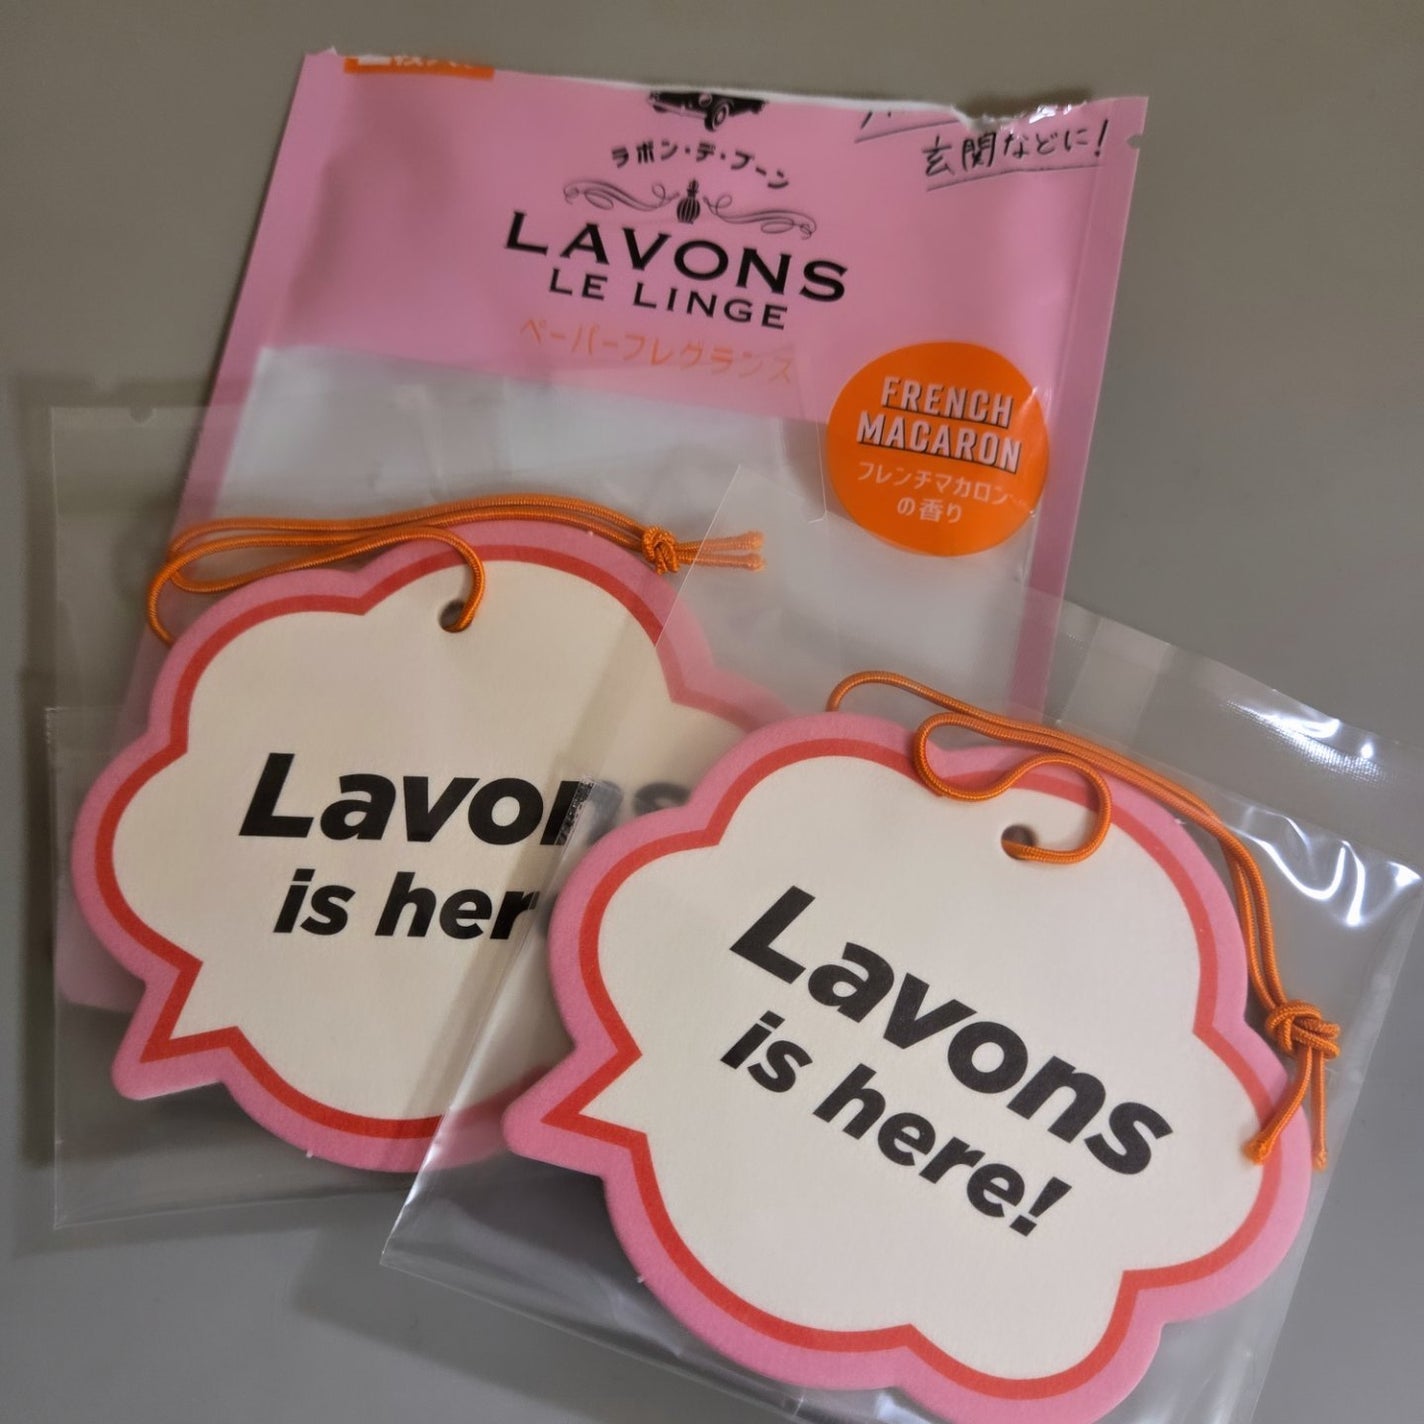 ラボン・デ・ブーン
玄関などに!
LAVONS
LE LINGE
ペーパーフレグランス
FRENCH
MACARON
フレンチマカロン
の香り
Lavons
is her
Lavons
is here!